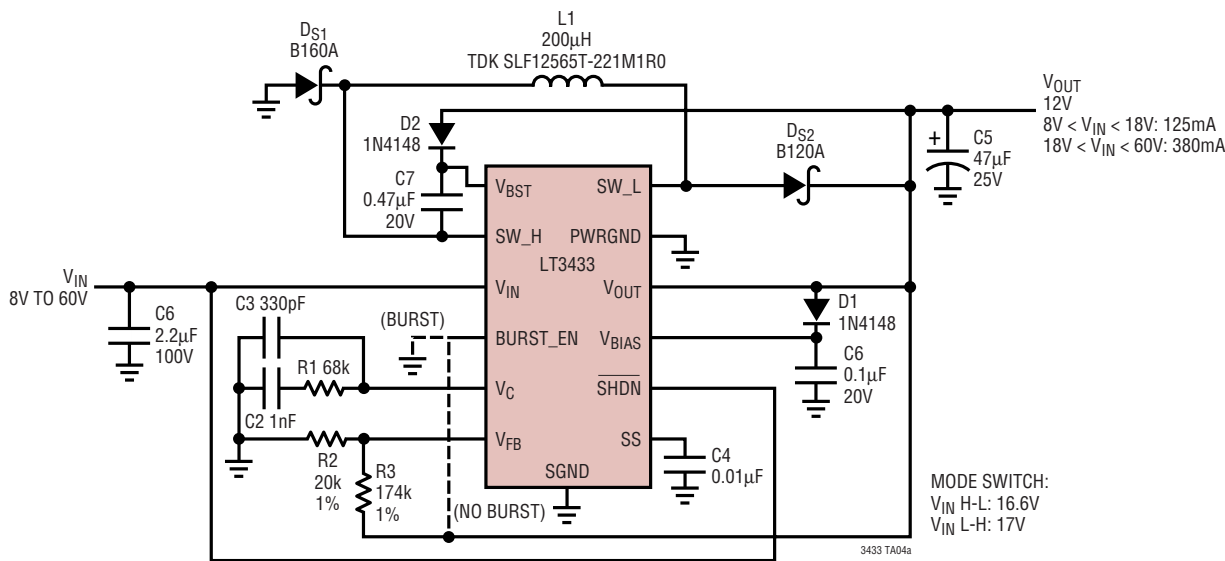 L1
200µH
TDK SLF12565T-221M1R0
DS1
B160A
D2
1N4148
C7
0.47µF
20V
DS2
B120A
VOUT
12V
8V < VIN < 18V: 125mA
18V < VIN < 60V: 380mA
+
C5
47µF
25V
VBST
SW_L
SW_H
PWRGND
LT3433
VIN
8V TO 60V
C6
2.2µF
100V
VIN
VOUT
D1
1N4148
C3 330pF
(BURST)
BURST_EN
VBIAS
C6
0.1µF
20V
R1 68k
VC
SHDN
C2 1nF
VFB
SS
C4
0.01µF
R2
20k
1%
R3
174k
1%
SGND
(NO BURST)
MODE SWITCH:
VIN H-L: 16.6V
VIN L-H: 17V
3433 TA04a